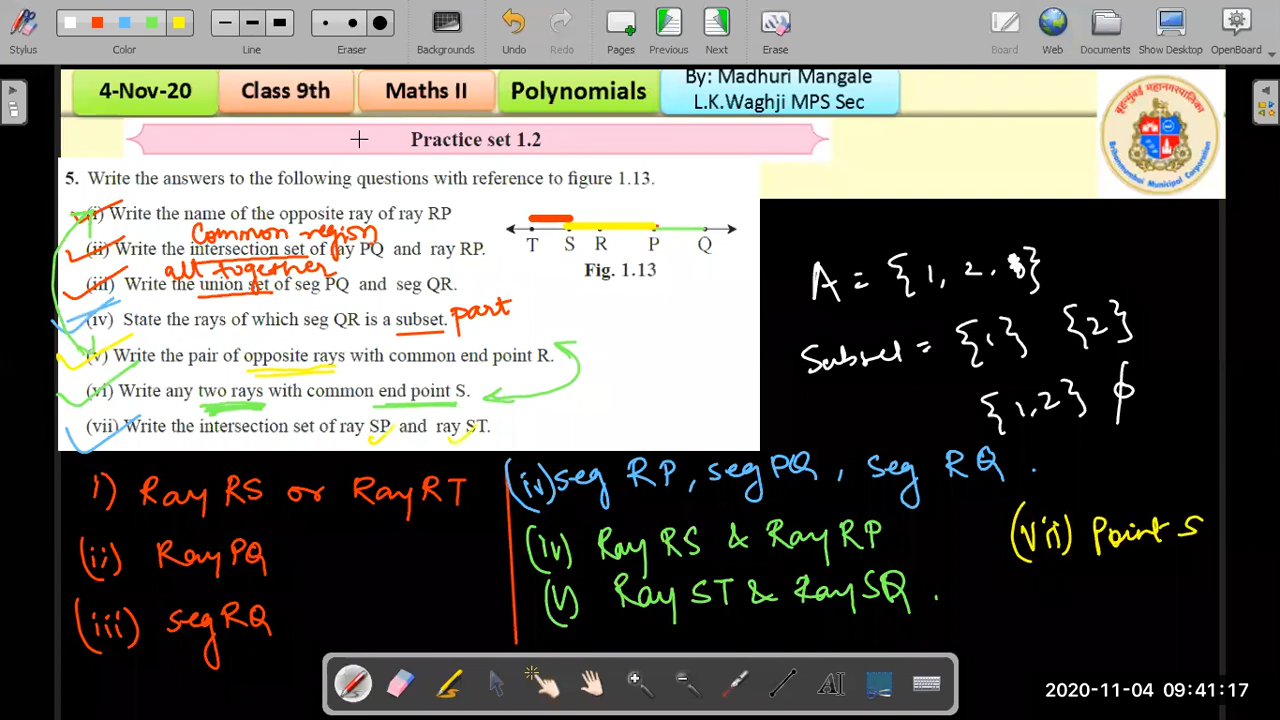 Stylus Color Line Eraser Backgrounds Undo Redo Pages Previous Next Erase Board Web Documents Show Desktop OpenBoard
4-Nov-20 Class 9th Maths II Polynomials By: Madhuri Mangale
L.K.Waghji MPS Sec
Practice set 1.2
5. Write the answers to the following questions with reference to figure 1.13.
(i) Write the name of the opposite ray of ray RP
Common region
(ii) Write the intersection set of ray PQ and ray RP.
all together
(iii) Write the union set of seg PQ and seg QR.
(iv) State the rays of which seg QR is a subset. part
(v) Write the pair of opposite rays with common end point R.
(vi) Write any two rays with common end point S.
(vii) Write the intersection set of ray SP and ray ST.
T S R P Q
Fig. 1.13
A = {1, 2. }
Subset = {1} {2}
{1,2} ϕ
1) Ray RS or Ray RT
(ii) Ray PQ
(iii) seg RQ
(iv) seg RP, seg PQ, seg RQ.
(iv) Ray RS & Ray RP
(v) Ray ST & Ray SQ.
(vii) Point S
2020-11-04 09:41:17